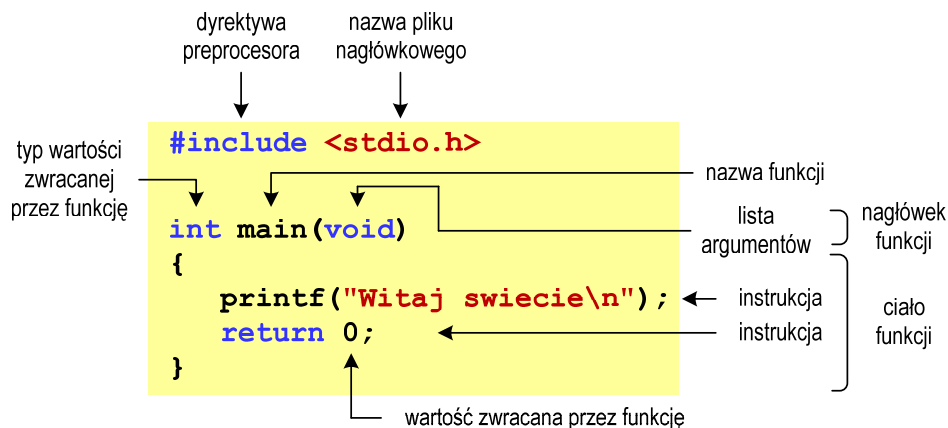 dyrektywa
preprocesora
nazwa pliku
nagłówkowego
#include <stdio.h>
typ wartości
zwracanej
przez funkcję
nazwa funkcji
int main(void)
lista
argumentów
nagłówek
funkcji
{
printf("Witaj swiecie\n");
instrukcja
return 0;
instrukcja
ciało
funkcji
}
wartość zwracana przez funkcję